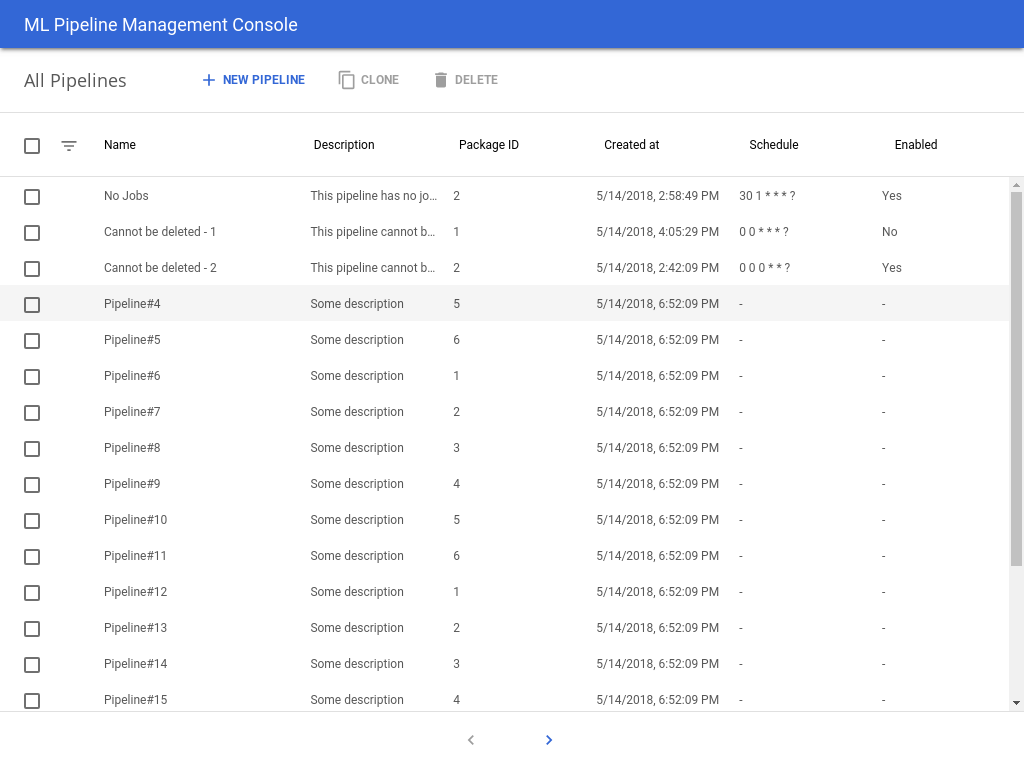 ML Pipeline Management Console
All Pipelines NEW PIPELINE CLONE DELETE
Name Description Package ID Created at Schedule Enabled
No Jobs This pipeline has no jo... 2 5/14/2018, 2:58:49 PM 30 1 * * * ? Yes
Cannot be deleted - 1 This pipeline cannot b... 1 5/14/2018, 4:05:29 PM 0 0 * * * ? No
Cannot be deleted - 2 This pipeline cannot b... 2 5/14/2018, 2:42:09 PM 0 0 0 * * ? Yes
Pipeline#4 Some description 5 5/14/2018, 6:52:09 PM - -
Pipeline#5 Some description 6 5/14/2018, 6:52:09 PM - -
Pipeline#6 Some description 1 5/14/2018, 6:52:09 PM - -
Pipeline#7 Some description 2 5/14/2018, 6:52:09 PM - -
Pipeline#8 Some description 3 5/14/2018, 6:52:09 PM - -
Pipeline#9 Some description 4 5/14/2018, 6:52:09 PM - -
Pipeline#10 Some description 5 5/14/2018, 6:52:09 PM - -
Pipeline#11 Some description 6 5/14/2018, 6:52:09 PM - -
Pipeline#12 Some description 1 5/14/2018, 6:52:09 PM - -
Pipeline#13 Some description 2 5/14/2018, 6:52:09 PM - -
Pipeline#14 Some description 3 5/14/2018, 6:52:09 PM - -
Pipeline#15 Some description 4 5/14/2018, 6:52:09 PM - -